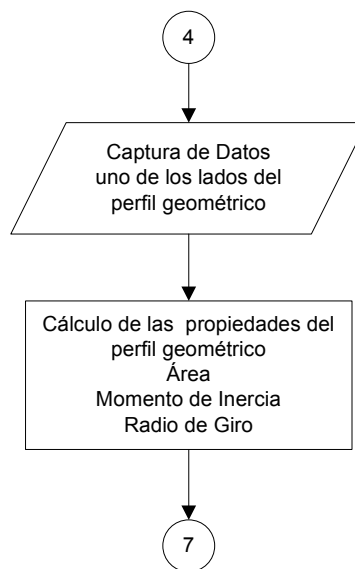 4
Captura de Datos
uno de los lados del
perfil geométrico
Cálculo de las propiedades del
perfil geométrico
Área
Momento de Inercia
Radio de Giro
7